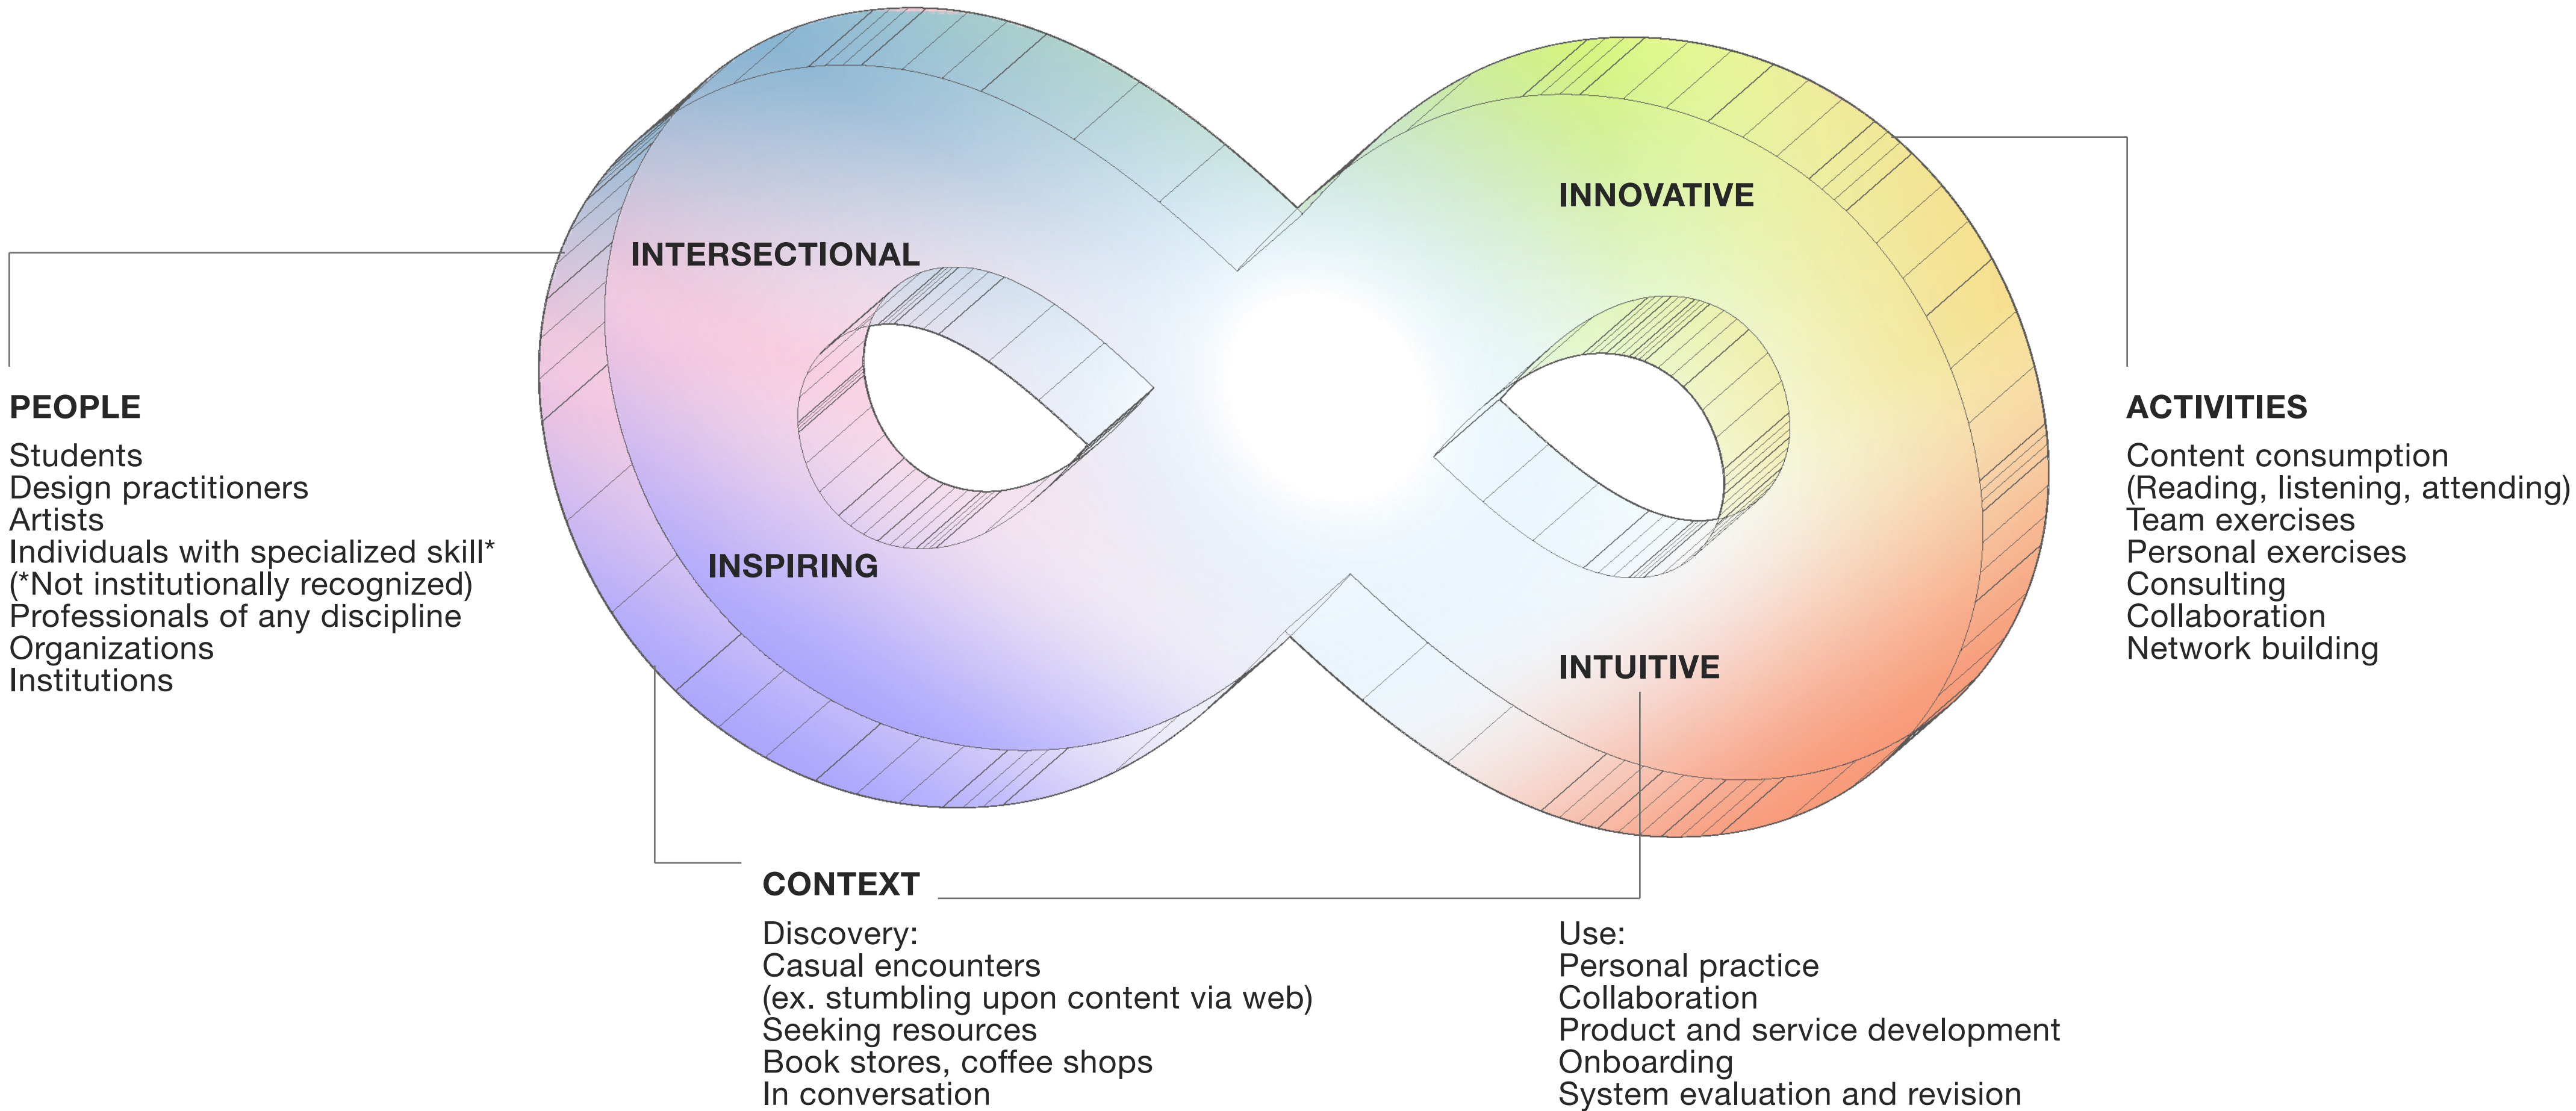 INNOVATIVE
INTERSECTIONAL
INSPIRING
INTUITIVE
PEOPLE
Students
Design practitioners
Artists
Individuals with specialized skill*
(*Not institutionally recognized)
Professionals of any discipline
Organizations
Institutions
ACTIVITIES
Content consumption
(Reading, listening, attending)
Team exercises
Personal exercises
Consulting
Collaboration
Network building
CONTEXT
Discovery:
Casual encounters
(ex. stumbling upon content via web)
Seeking resources
Book stores, coffee shops
In conversation
Use:
Personal practice
Collaboration
Product and service development
Onboarding
System evaluation and revision